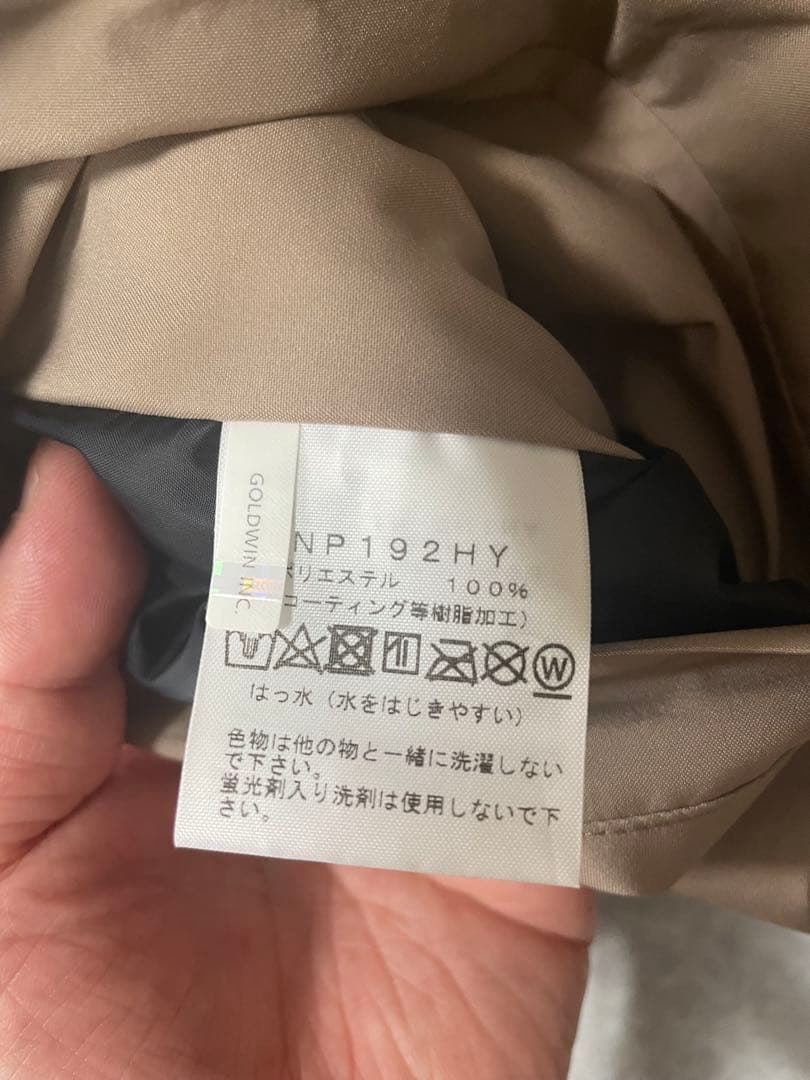 GOLDWIN INC.
NP192HY
ポリエステル 100%
コーティング等樹脂加工)
W
はっ水 (水をはじきやすい)
色物は他の物と一緒に洗濯しない
で下さい。
蛍光剤入り洗剤は使用しないで下
さい。